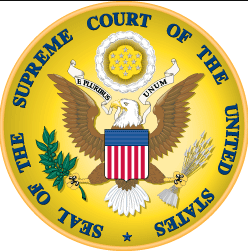 SEAL OF THE SUPREME COURT OF THE UNITED STATES
E PLURIBUS UNUM